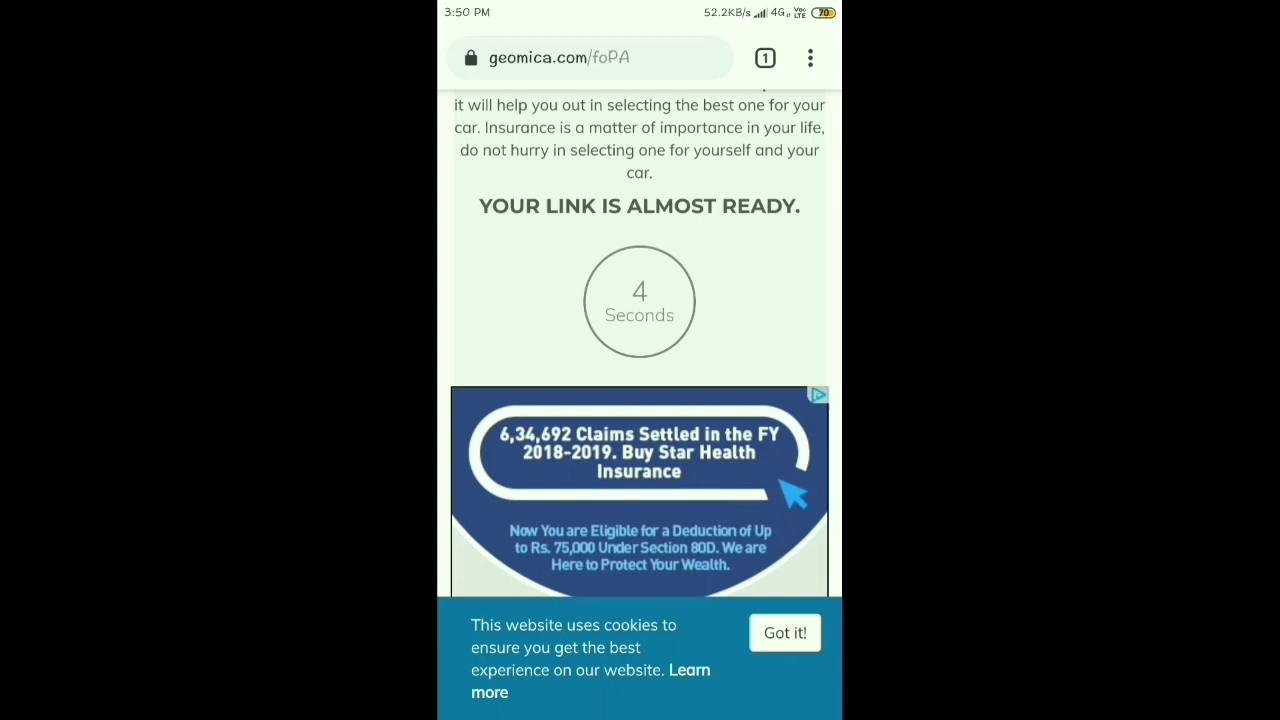 3:50 PM
52.2KB/s 4G Vo LTE 70
geomica.com/foPA
1
it will help you out in selecting the best one for your
car. Insurance is a matter of importance in your life,
do not hurry in selecting one for yourself and your
car.
YOUR LINK IS ALMOST READY.
4
Seconds
6,34,692 Claims Settled in the FY
2018-2019. Buy Star Health
Insurance
Now You are Eligible for a Deduction of Up
to Rs. 75,000 Under Section 80D. We are
Here to Protect Your Wealth.
This website uses cookies to
ensure you get the best
experience on our website. Learn
more
Got it!